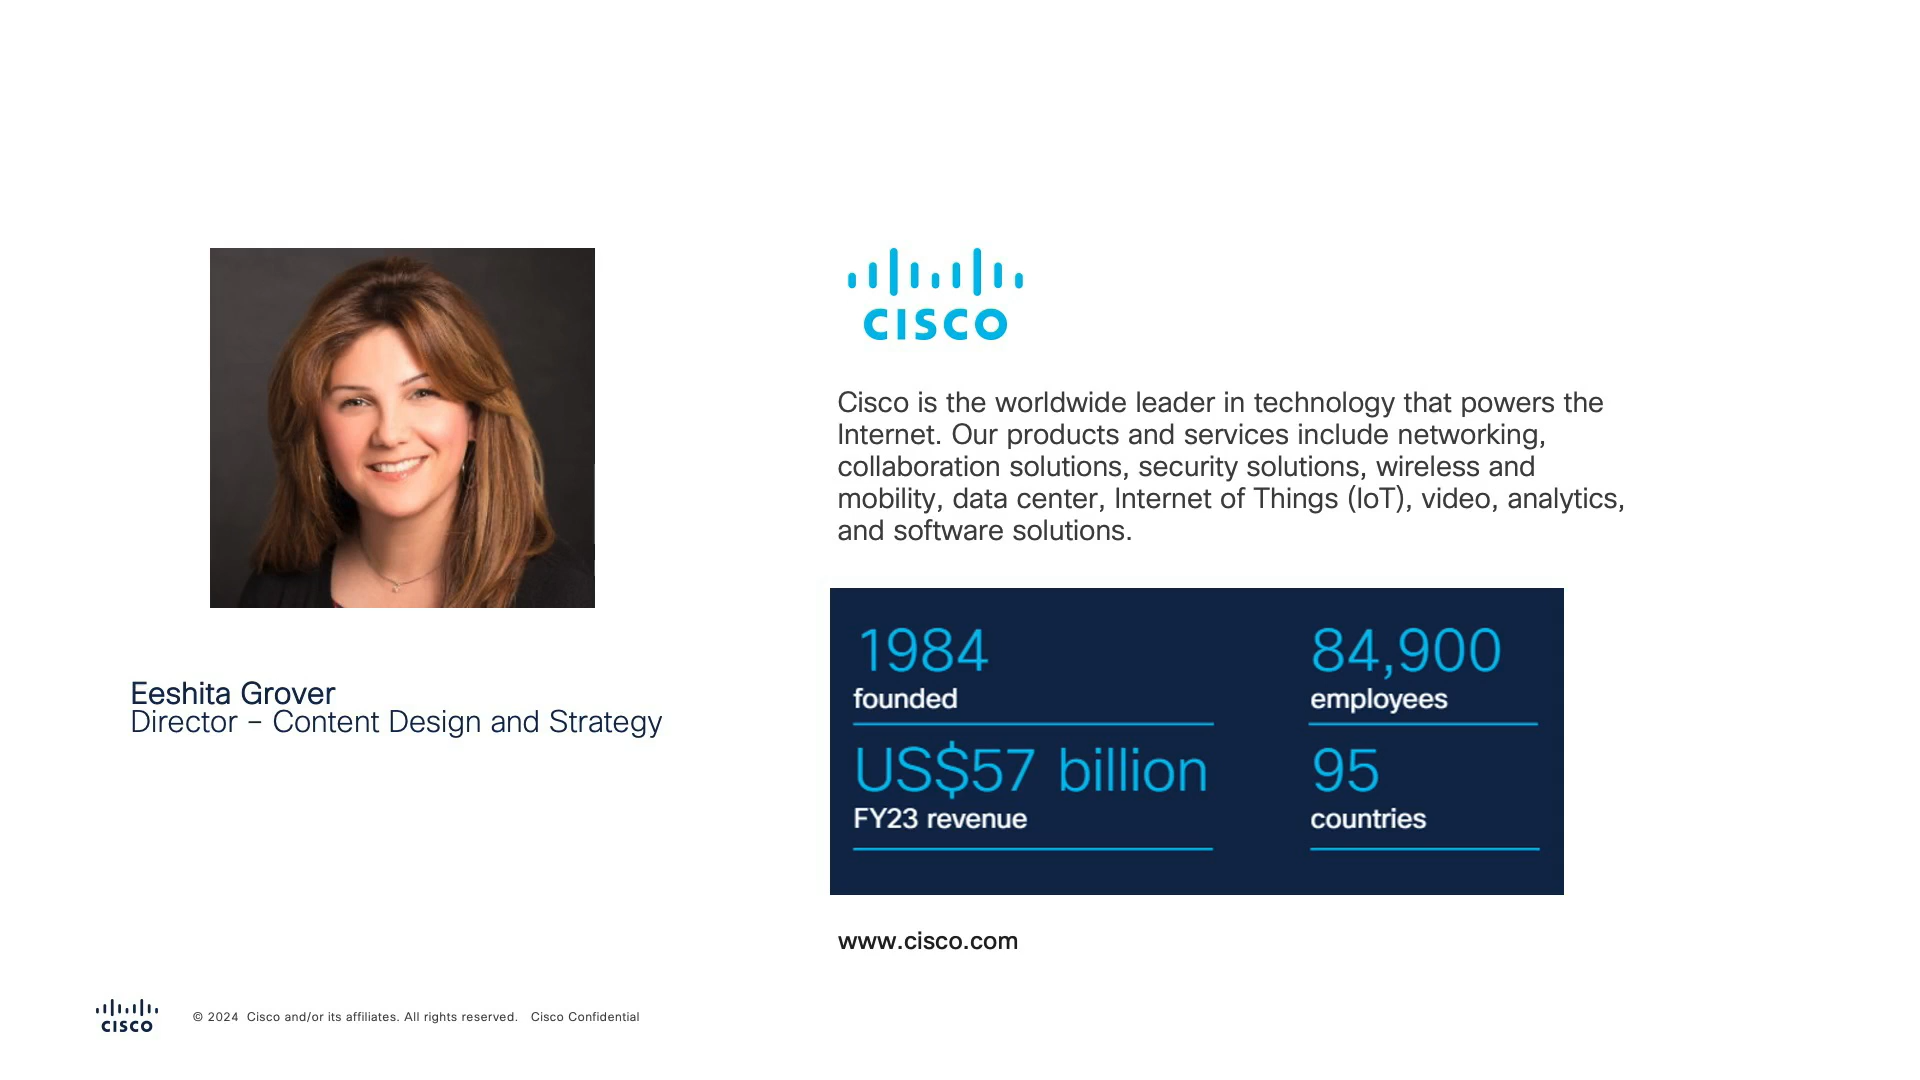 CISCO
Cisco is the worldwide leader in technology that powers the
Internet. Our products and services include networking,
collaboration solutions, security solutions, wireless and
mobility, data center, Internet of Things (IoT), video, analytics,
and software solutions.
Eeshita Grover
Director – Content Design and Strategy
1984
founded
84,900
employees
US$57 billion
FY23 revenue
95
countries
www.cisco.com
CISCO
© 2024 Cisco and/or its affiliates. All rights reserved. Cisco Confidential